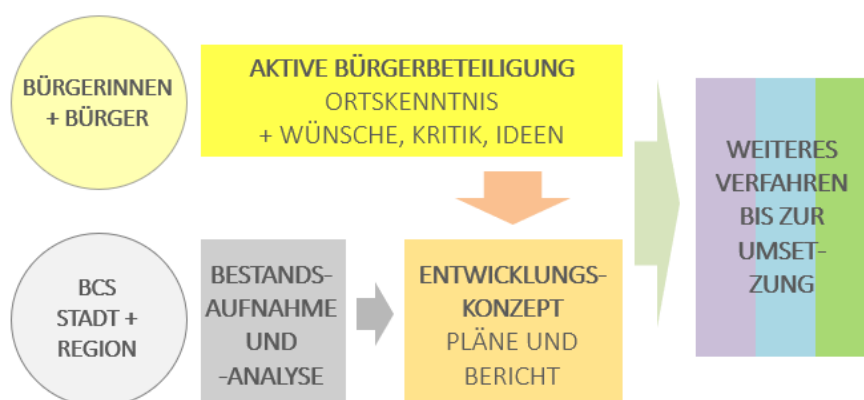 BÜRGERINNEN
+ BÜRGER
AKTIVE BÜRGERBETEILIGUNG
ORTSKENNTNIS
+ WÜNSCHE, KRITIK, IDEEN
WEITERES
VERFAHREN
BIS ZUR
UMSET-
ZUNG
BCS
STADT +
REGION
BESTANDS-
AUFNAHME
UND
-ANALYSE
ENTWICKLUNGS-
KONZEPT
PLÄNE UND
BERICHT